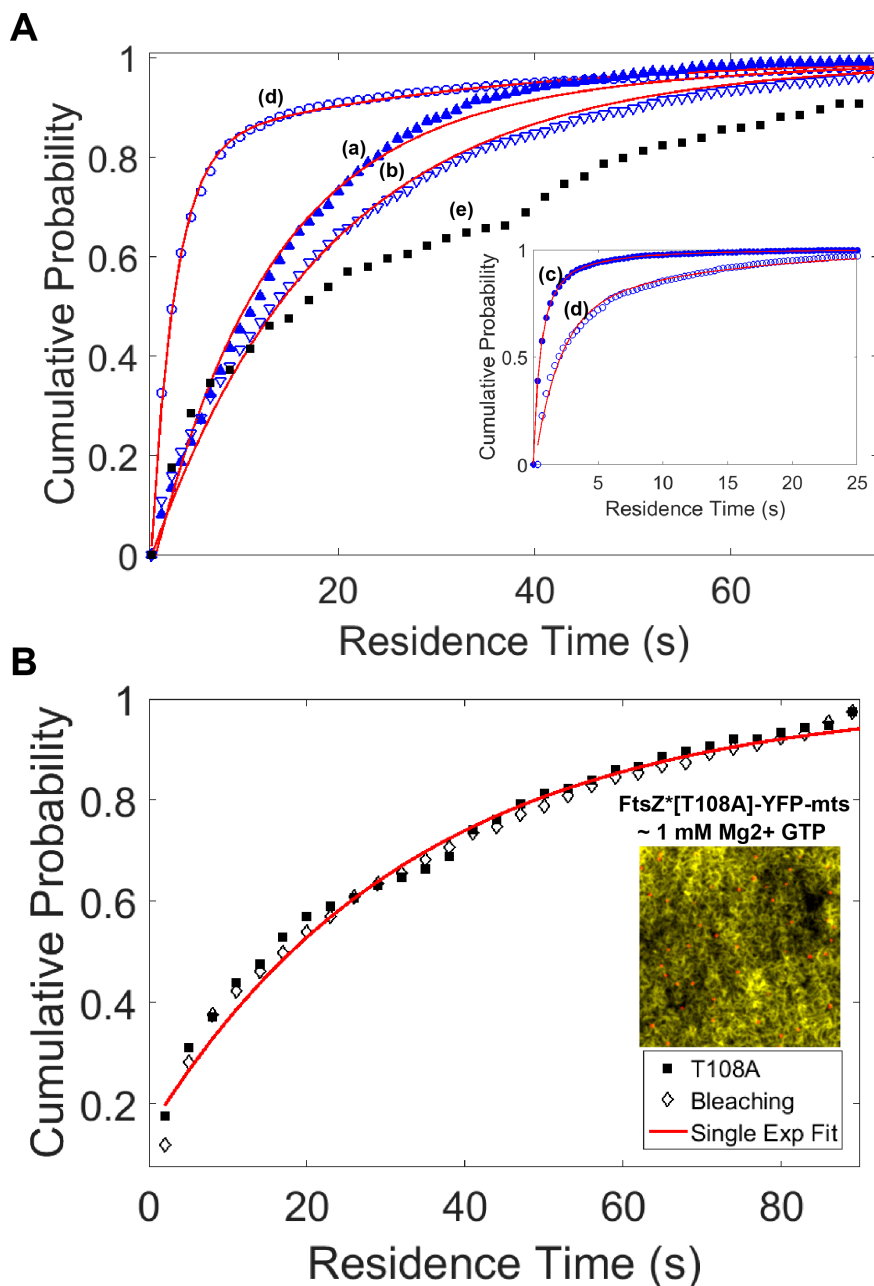 A
Cumulative Probability
1
0.8
0.6
0.4
0.2
0
(d)
(a)
(b)
(e)
20
40
60
Residence Time (s)
Cumulative Probability
1
0.5
0
(c)
(d)
5
10
15
20
25
Residence Time (s)
B
Cumulative Probability
1
0.8
0.6
0.4
0.2
FtsZ*[T108A]-YFP-mts
~ 1 mM Mg2+ GTP
T108A
Bleaching
Single Exp Fit
0
20
40
60
80
Residence Time (s)